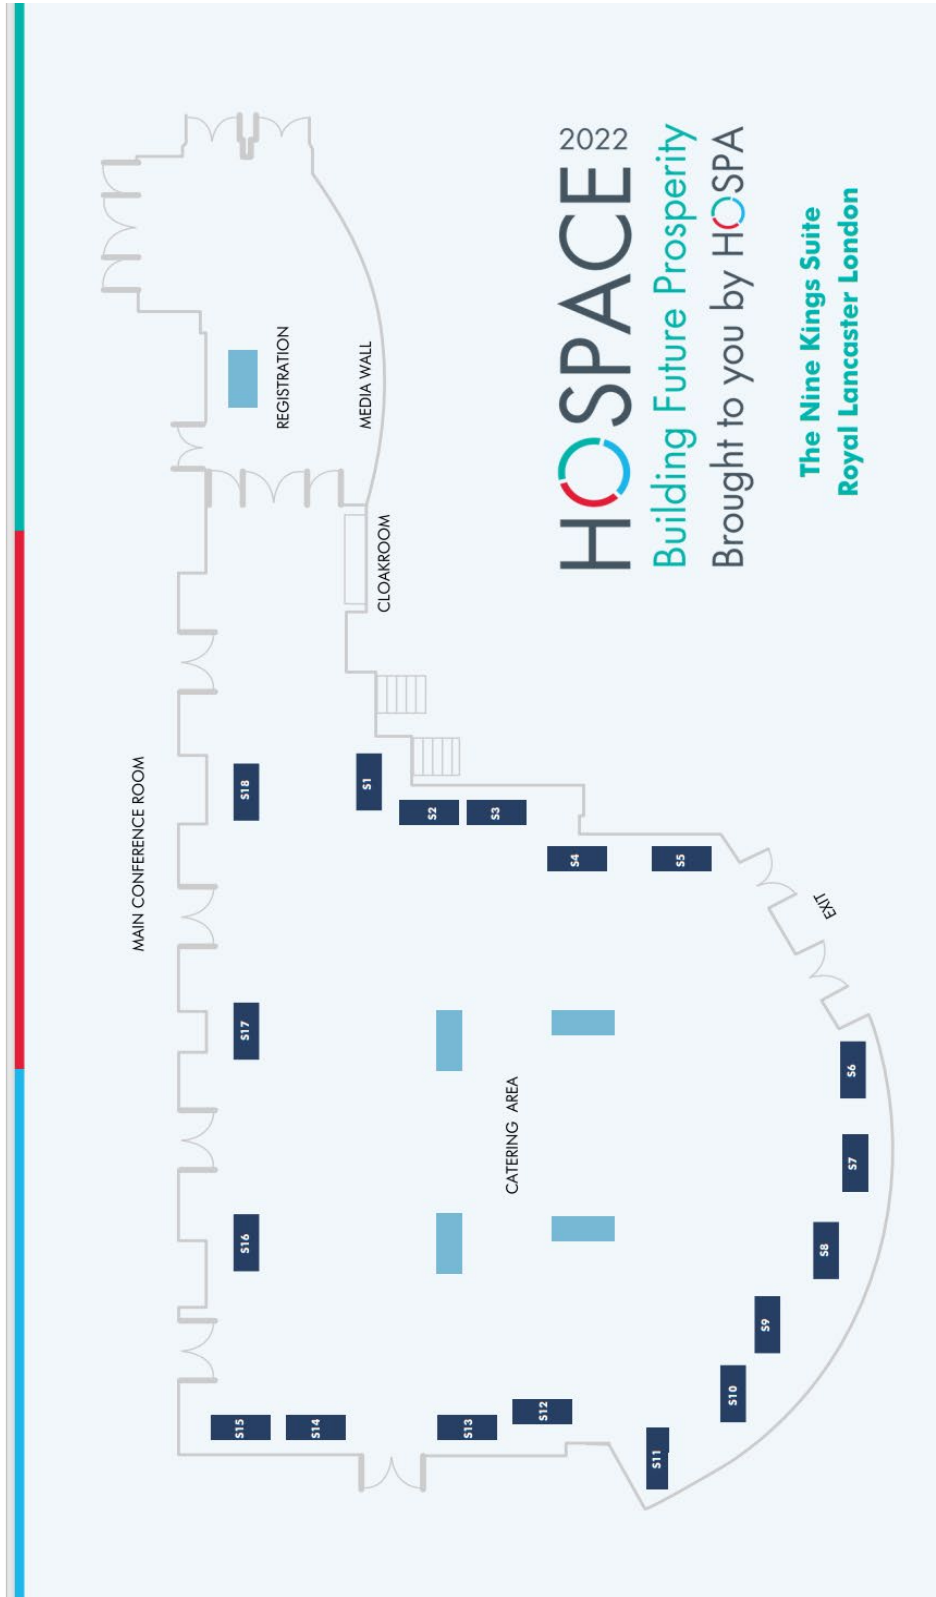 HOSPACE 2022
Building Future Prosperity
Brought to you by HOSPA
The Nine Kings Suite
Royal Lancaster London
REGISTRATION
MEDIA WALL
CLOAKROOM
MAIN CONFERENCE ROOM
CATERING AREA
EXIT
S1
S2
S3
S4
S5
S6
S7
S8
S9
S10
S11
S12
S13
S14
S15
S16
S17
S18